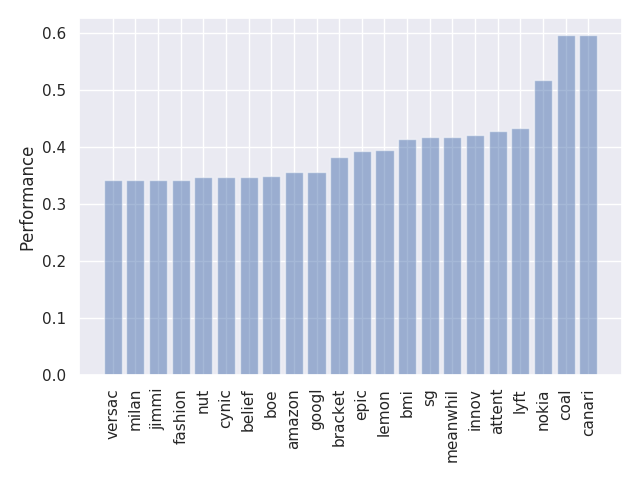 0.6
0.5
0.4
0.3
0.2
0.1
0.0
Performance
versac
milan
jimmi
fashion
nut
cynic
belief
boe
amazon
googl
bracket
epic
lemon
bmi
sg
meanwhil
innov
attent
lyft
nokia
coal
canari